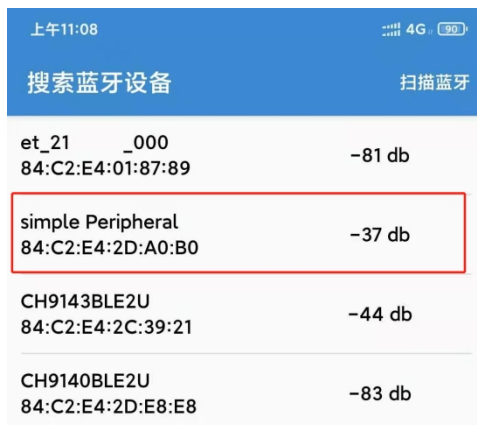 上午11:08 4G 90
搜索蓝牙设备 扫描蓝牙
et_21 _000
84:C2:E4:01:87:89
-81 db
simple Peripheral
84:C2:E4:2D:A0:B0
-37 db
CH9143BLE2U
84:C2:E4:2C:39:21
-44 db
CH9140BLE2U
84:C2:E4:2D:E8:E8
-83 db